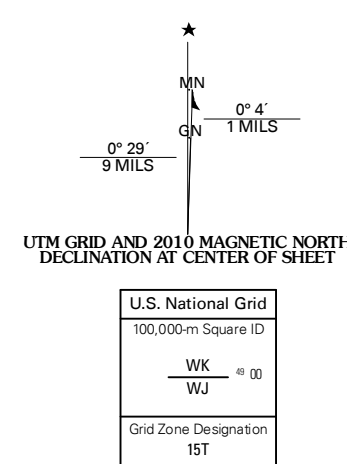 ★
MN
0° 4´
1 MILS
GN
0° 29´
9 MILS
UTM GRID AND 2010 MAGNETIC NORTH
DECLINATION AT CENTER OF SHEET
U.S. National Grid
100,000-m Square ID
WK
49 00
WJ
Grid Zone Designation
15T